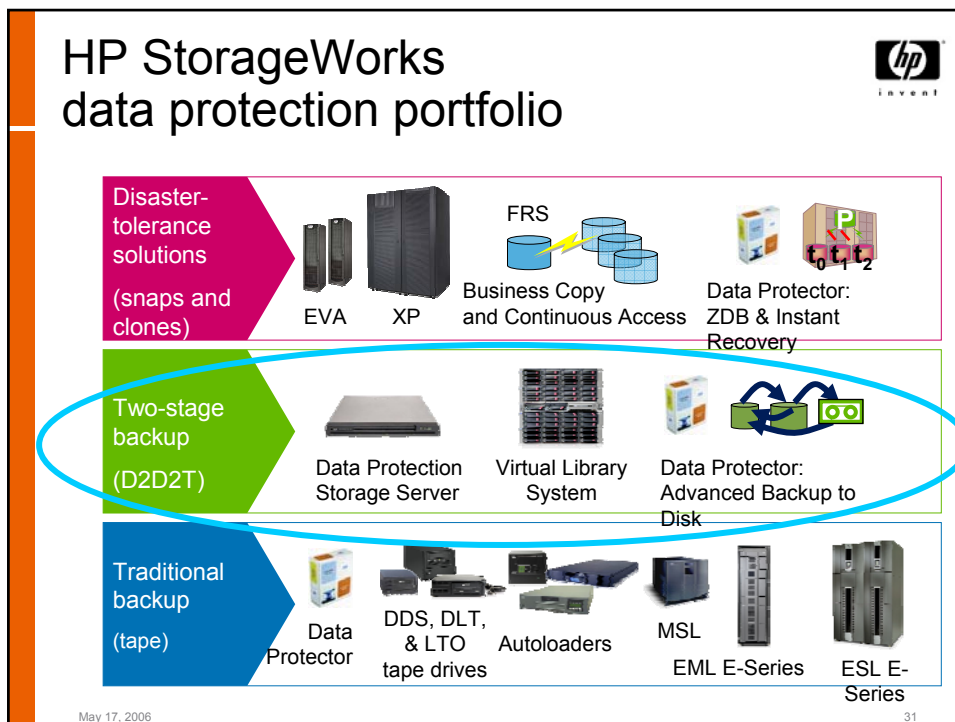 HP StorageWorks
data protection portfolio
hp
invent
Disaster-
tolerance
solutions
(snaps and
clones)
EVA
XP
FRS
Business Copy
and Continuous Access
P
t0 t1 t2
Data Protector:
ZDB & Instant
Recovery
Two-stage
backup
(D2D2T)
Data Protection
Storage Server
Virtual Library
System
Data Protector:
Advanced Backup to
Disk
Traditional
backup
(tape)
Data
Protector
DDS, DLT,
& LTO
tape drives
Autoloaders
MSL
EML E-Series
ESL E-
Series
May 17, 2006
31